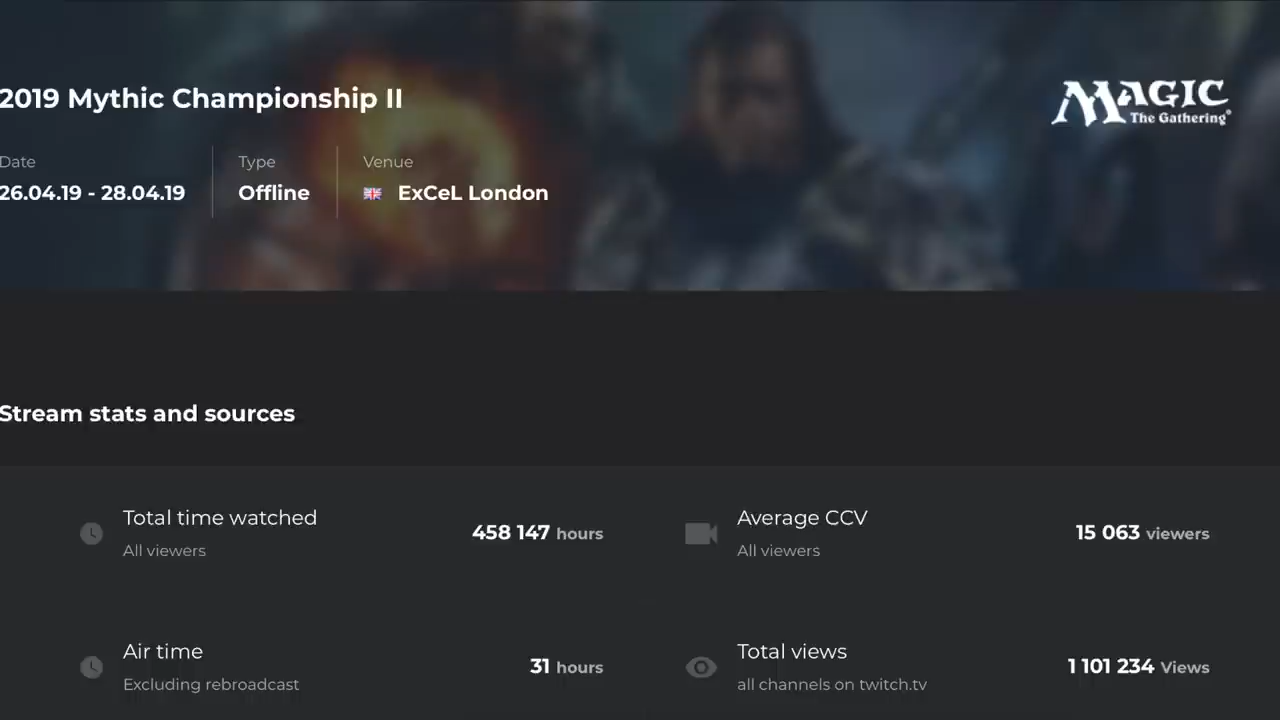 2019 Mythic Championship II
MAGIC
The Gathering®
Date
Type
Venue
26.04.19 - 28.04.19
Offline
ExCeL London
Stream stats and sources
Total time watched
All viewers
458 147 hours
Average CCV
All viewers
15 063 viewers
Air time
Excluding rebroadcast
31 hours
Total views
all channels on twitch.tv
1 101 234 Views